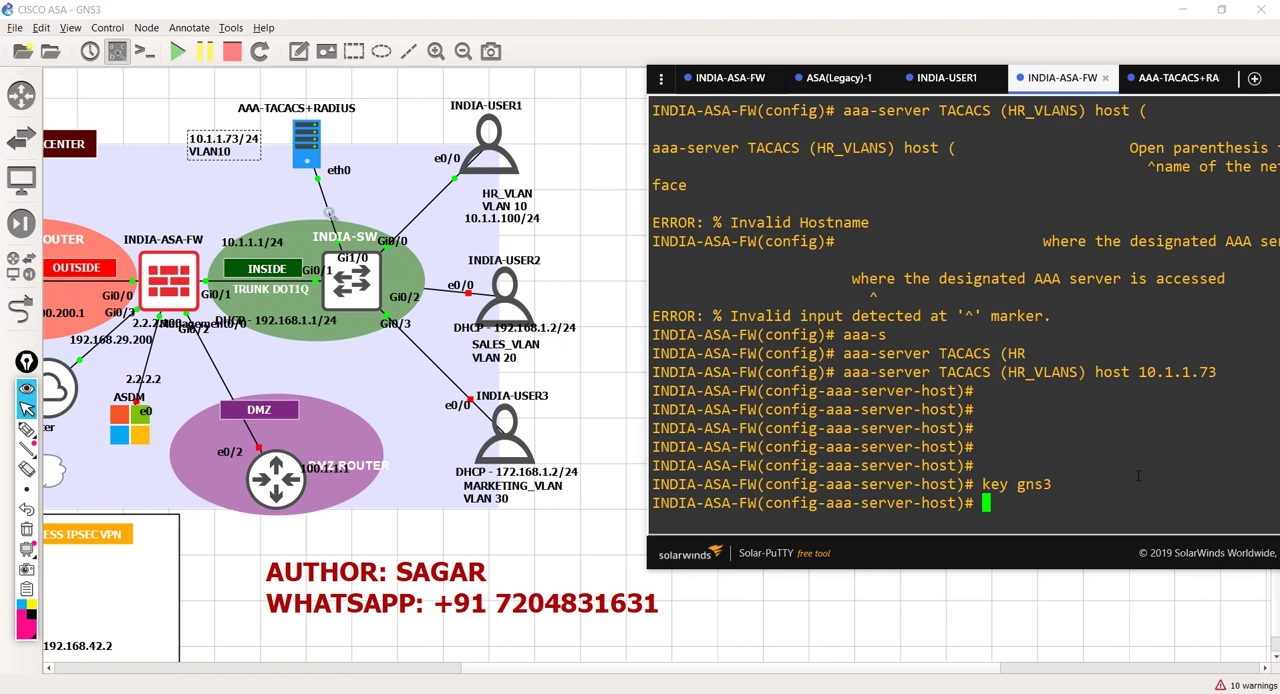 CISCO ASA - GNS3
File Edit View Control Node Annotate Tools Help
CENTER
10.1.1.73/24
VLAN10
AAA-TACACS+RADIUS
eth0
INDIA-USER1
e0/0
HR_VLAN
VLAN 10
10.1.1.100/24
OUTER
OUTSIDE
INDIA-ASA-FW
10.1.1.1/24
INDIA-SW
Gi0/0
Gi1/0
INSIDE
Gi0/1
TRUNK DOT1Q
INDIA-USER2
e0/0
Gi0/0
Gi0/1
Gi0/2
Gi0/3
00.200.1
Gi0/3
Management0/0
Gi0/2
DHCP - 192.168.1.1/24
192.168.29.200
DHCP - 192.168.1.2/24
SALES_VLAN
VLAN 20
2.2.2.2
ASDM
e0
INDIA-USER3
e0/0
DMZ
e0/2
100.1.1.1
DMZ ROUTER
DHCP - 172.168.1.2/24
MARKETING_VLAN
VLAN 30
ter
ESS IPSEC VPN
AUTHOR: SAGAR
WHATSAPP: +91 7204831631
192.168.42.2
INDIA-ASA-FW
ASA(Legacy)-1
INDIA-USER1
INDIA-ASA-FW ×
AAA-TACACS+RA
INDIA-ASA-FW(config)# aaa-server TACACS (HR_VLANS) host (
aaa-server TACACS (HR_VLANS) host ( Open parenthesis
^name of the ne
face
ERROR: % Invalid Hostname
INDIA-ASA-FW(config)# where the designated AAA se
where the designated AAA server is accessed
^
ERROR: % Invalid input detected at '^' marker.
INDIA-ASA-FW(config)# aaa-s
INDIA-ASA-FW(config)# aaa-server TACACS (HR
INDIA-ASA-FW(config)# aaa-server TACACS (HR_VLANS) host 10.1.1.73
INDIA-ASA-FW(config-aaa-server-host)#
INDIA-ASA-FW(config-aaa-server-host)#
INDIA-ASA-FW(config-aaa-server-host)#
INDIA-ASA-FW(config-aaa-server-host)#
INDIA-ASA-FW(config-aaa-server-host)#
INDIA-ASA-FW(config-aaa-server-host)# key gns3
INDIA-ASA-FW(config-aaa-server-host)#
solarwinds Solar-PuTTY free tool © 2019 SolarWinds Worldwide,
10 warnings